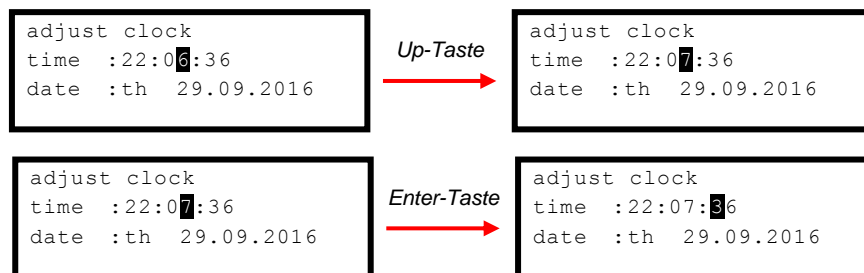 adjust clock
time  :22:06:36
date  :th  29.09.2016
Up-Taste
adjust clock
time  :22:07:36
date  :th  29.09.2016
adjust clock
time  :22:07:36
date  :th  29.09.2016
Enter-Taste
adjust clock
time  :22:07:36
date  :th  29.09.2016